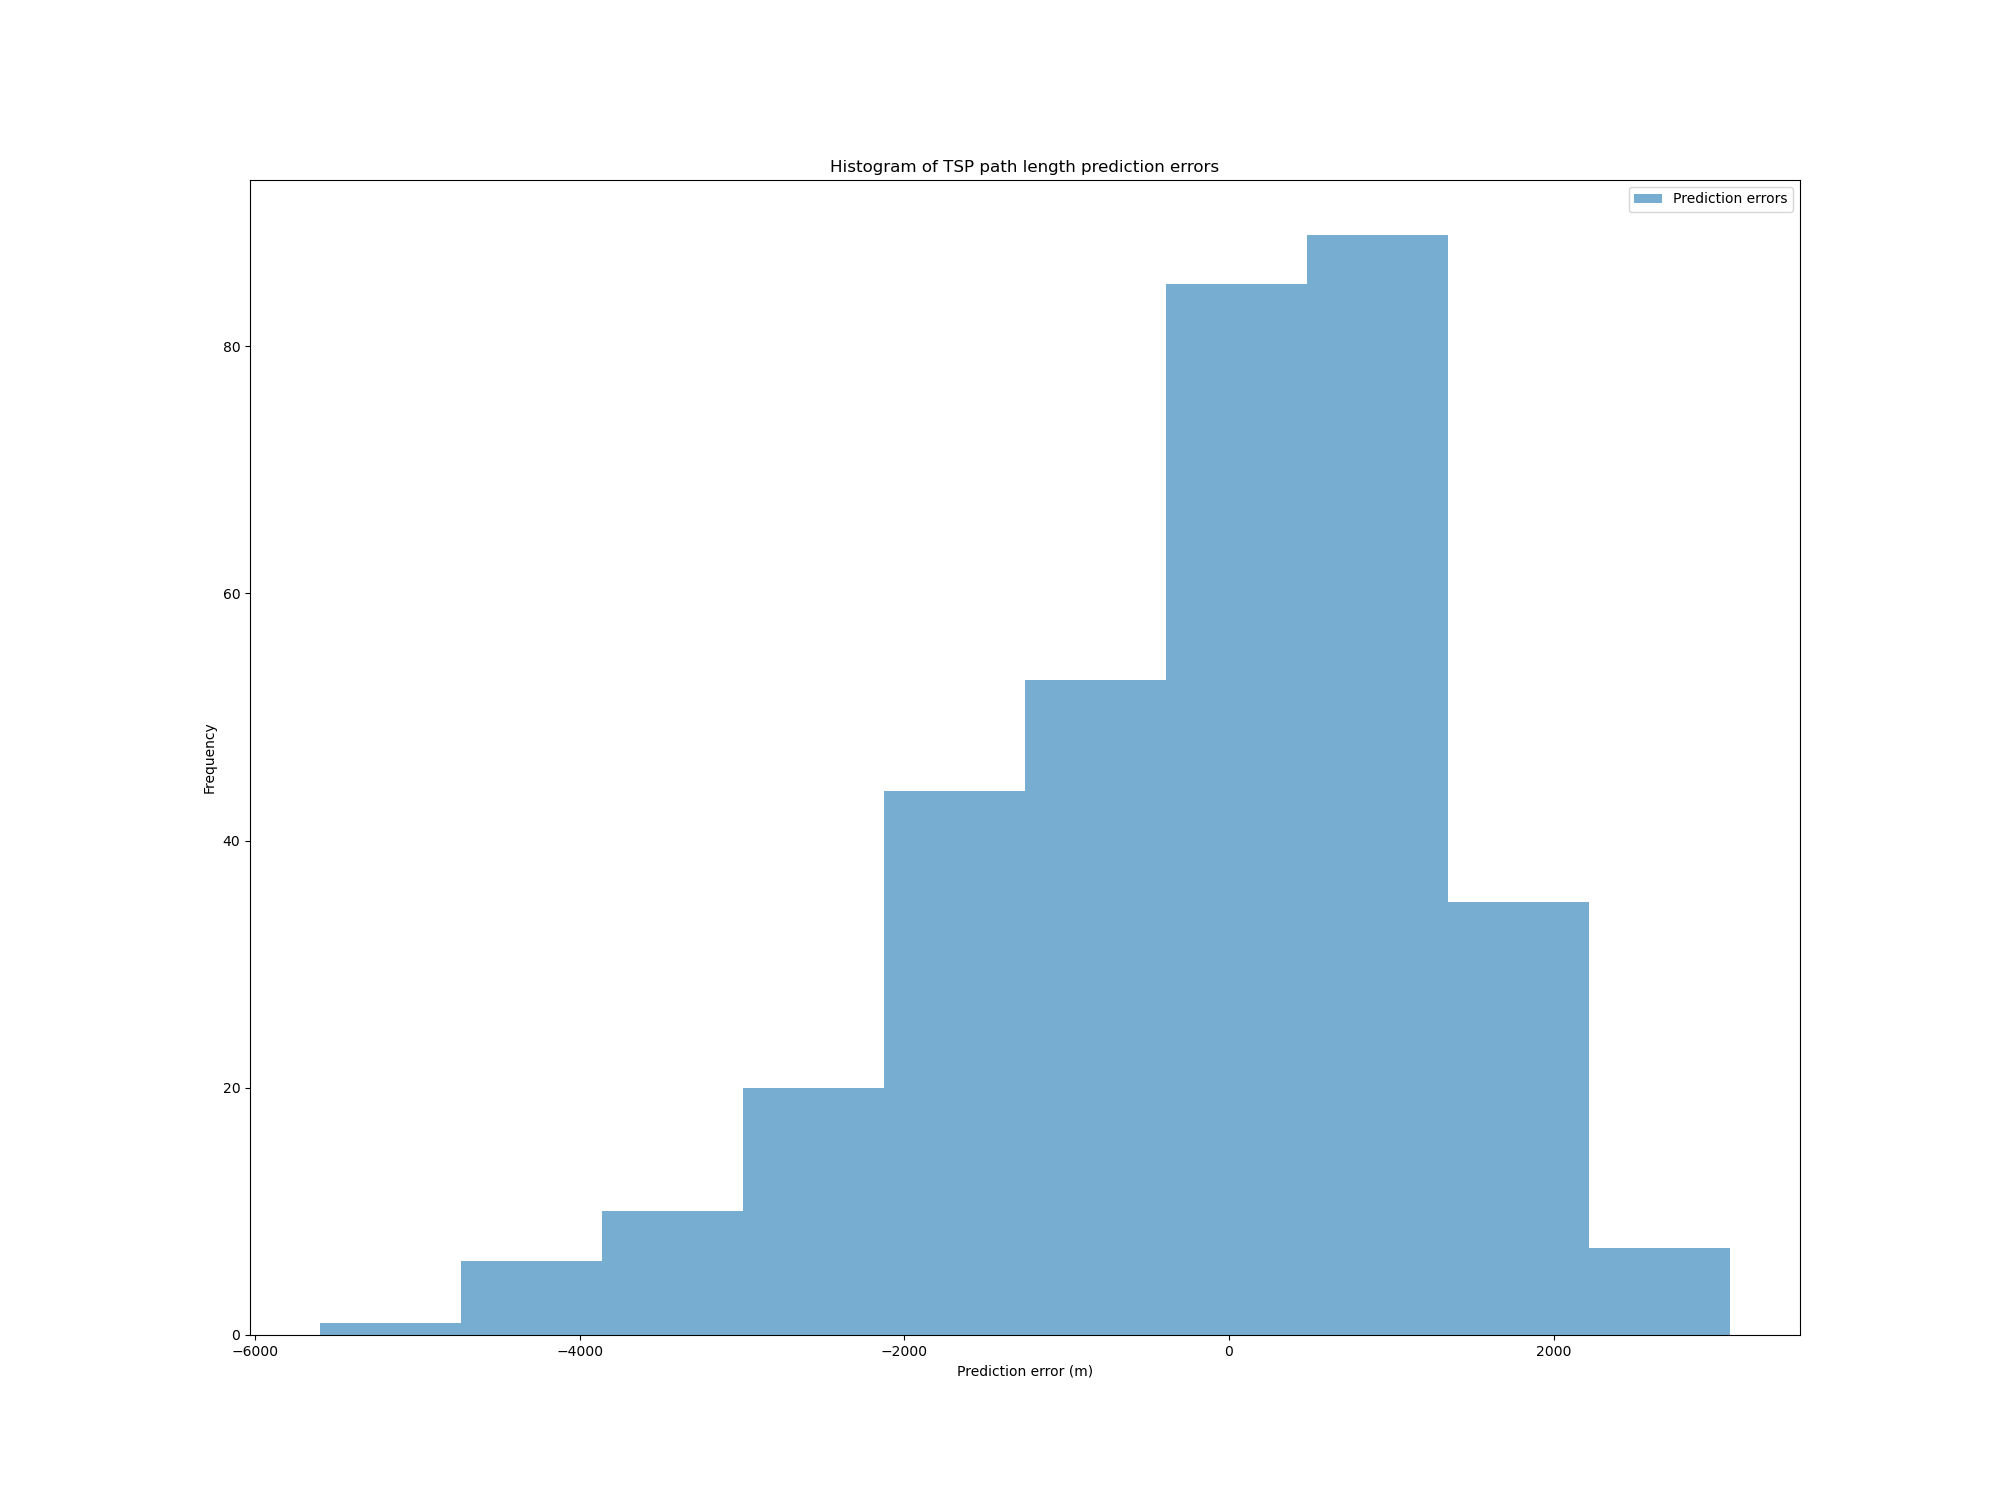 Histogram of TSP path length prediction errors
Prediction errors
80
60
40
20
0
Frequency
−6000 −4000 −2000 0 2000
Prediction error (m)